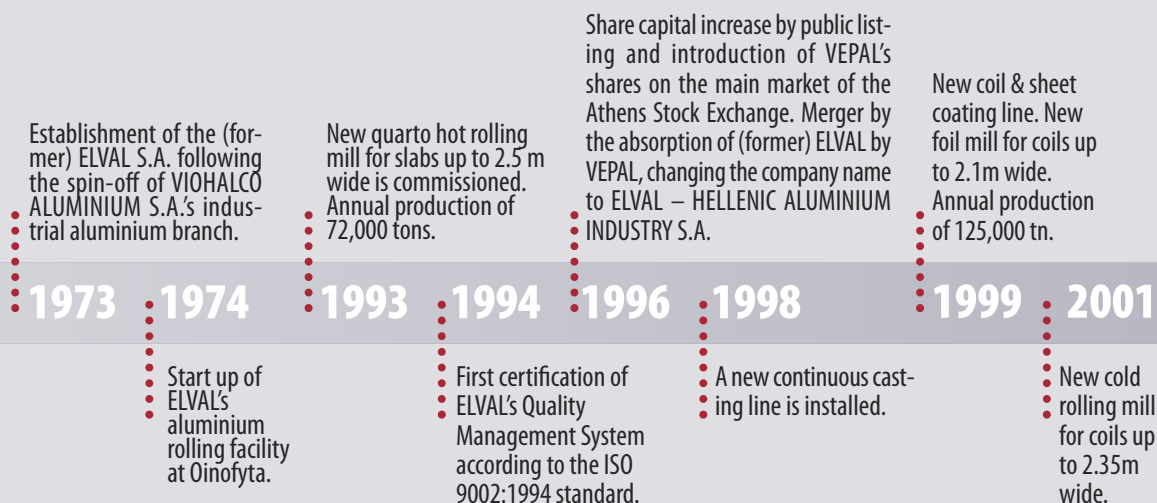 Establishment of the (for-
mer) ELVAL S.A. following
the spin-off of VIOHALCO
ALUMINIUM S.A.'s indus-
trial aluminium branch.
New quarto hot rolling
mill for slabs up to 2.5 m
wide is commissioned.
Annual production of
72,000 tons.
Share capital increase by public list-
ing and introduction of VEPAL's
shares on the main market of the
Athens Stock Exchange. Merger by
the absorption of (former) ELVAL by
VEPAL, changing the company name
to ELVAL – HELLENIC ALUMINIUM
INDUSTRY S.A.
New coil & sheet
coating line. New
foil mill for coils up
to 2.1m wide.
Annual production
of 125,000 tn.
1973 1974 1993 1994 1996 1998 1999 2001
Start up of
ELVAL's
aluminium
rolling facility
at Oinofyta.
First certification of
ELVAL's Quality
Management System
according to the ISO
9002:1994 standard.
A new continuous cast-
ing line is installed.
New cold
rolling mill
for coils up
to 2.35m
wide.